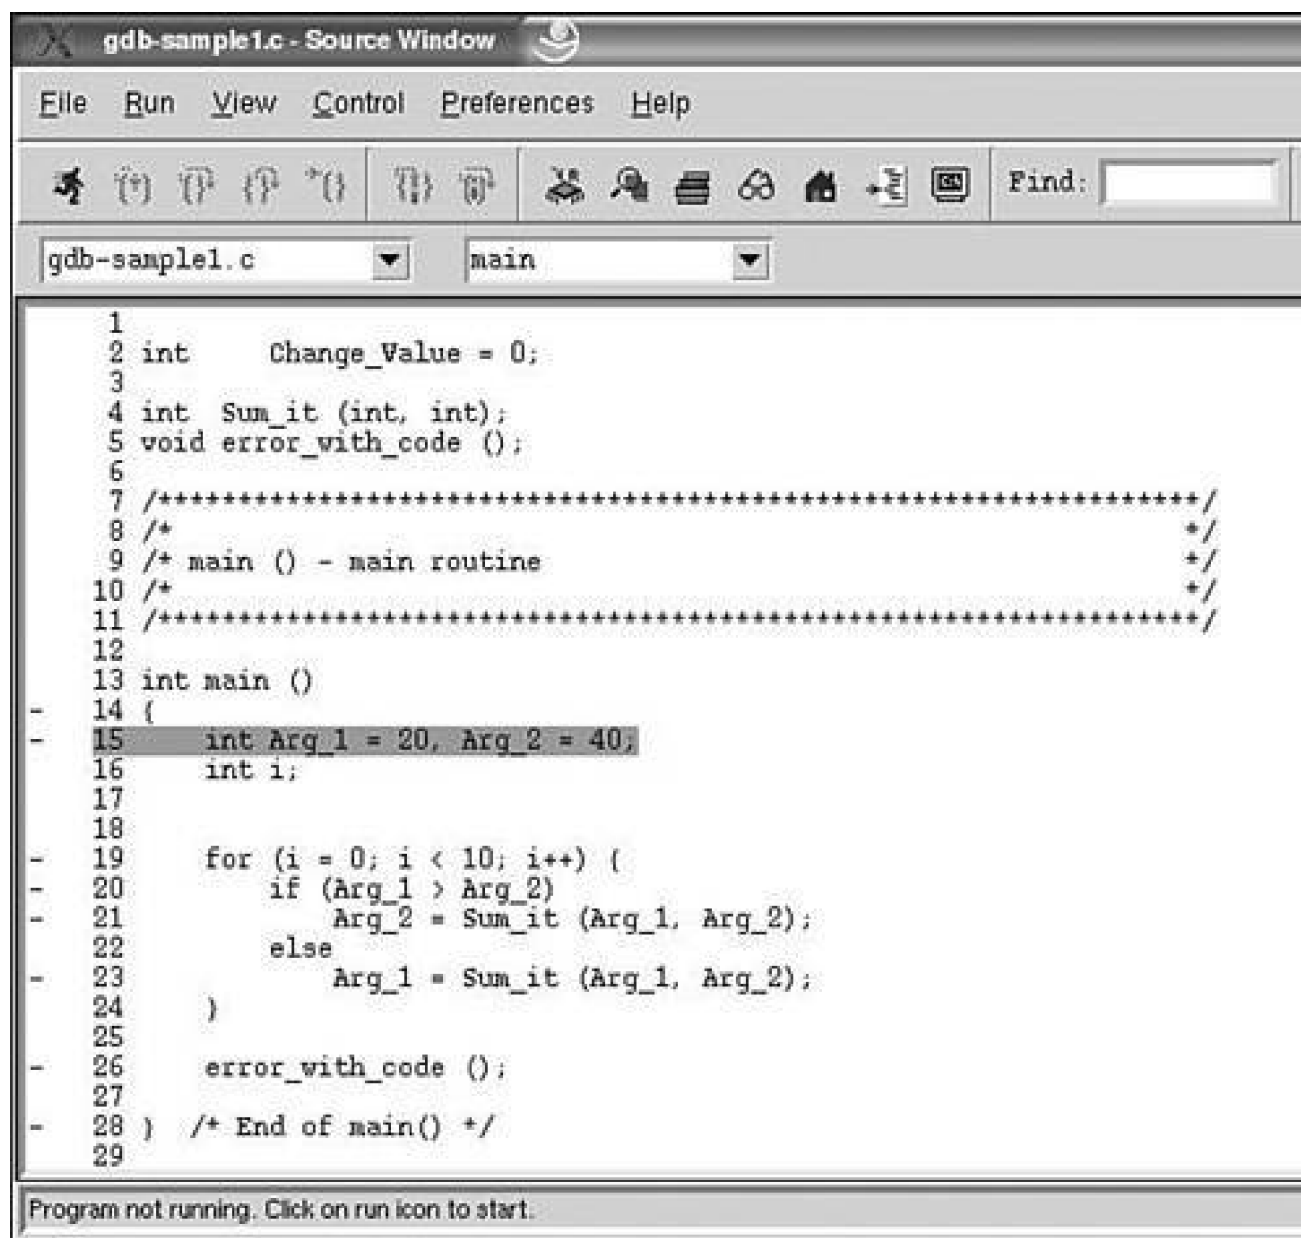 gdb-sample1.c - Source Window
File Run View Control Preferences Help
Find:
gdb-sample1.c main
1
2 int     Change_Value = 0;
3
4 int  Sum_it (int, int);
5 void error_with_code ();
6
7 /*****************************************************************/
8 /*                                                               */
9 /* main () - main routine                                        */
10 /*                                                               */
11 /*****************************************************************/
12
13 int main ()
- 14 {
- 15     int Arg_1 = 20, Arg_2 = 40;
16     int i;
17
18
- 19     for (i = 0; i < 10; i++) {
- 20         if (Arg_1 > Arg_2)
- 21             Arg_2 = Sum_it (Arg_1, Arg_2);
22         else
- 23             Arg_1 = Sum_it (Arg_1, Arg_2);
24     }
25
- 26     error_with_code ();
27
- 28 }  /* End of main() */
29
Program not running. Click on run icon to start.